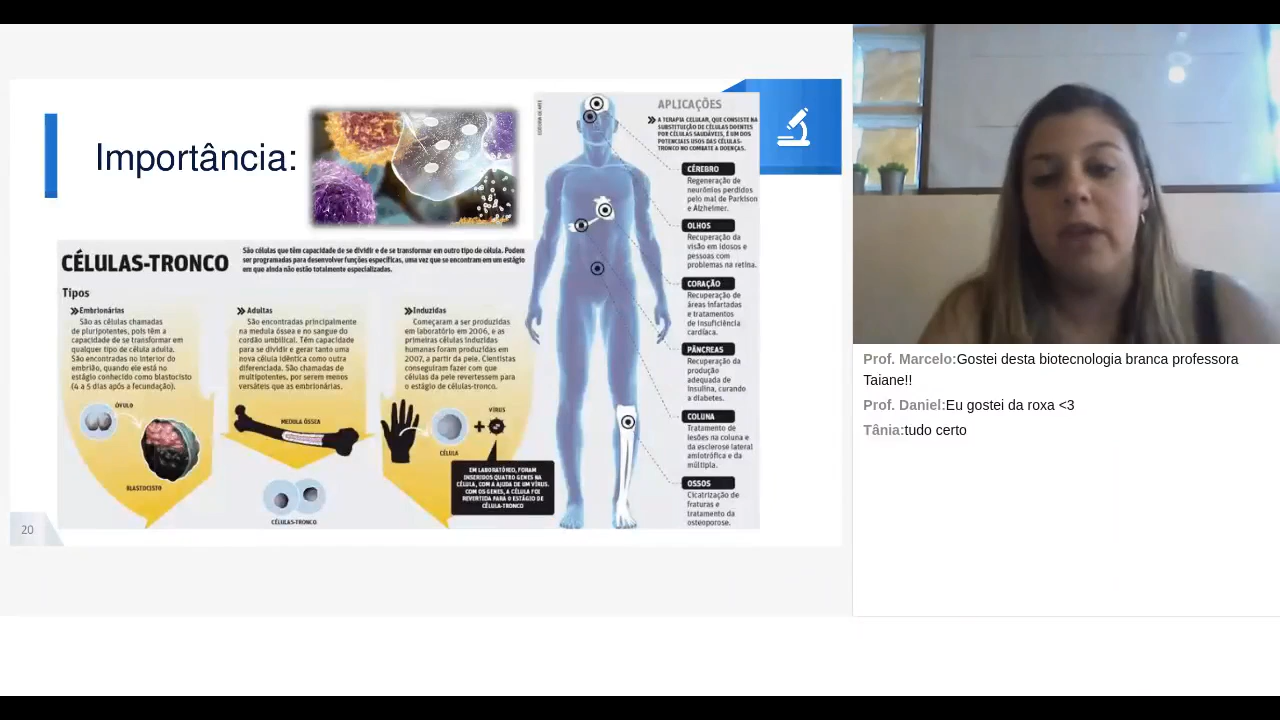 Importância:
CÉLULAS-TRONCO
São células que têm capacidade de se dividir e de se transformar em outro tipo de célula. Podem
ser programadas para desenvolver funções específicas, uma vez que se encontram em um estágio
em que ainda não estão totalmente especializadas.
Tipos
Embrionárias
São as células chamadas
de pluripotentes, pois têm a
capacidade de se transformar em
qualquer tipo de célula adulta.
São encontradas no interior do
embrião, quando ele está no
estágio conhecido como blastocisto
(4 a 5 dias após a fecundação).
ÓVULO
BLASTOCISTO
Adultas
São encontradas principalmente
na medula óssea e no sangue do
cordão umbilical. Têm capacidade
para se dividir e gerar tanto uma
nova célula idêntica como outra
diferenciada. São chamadas de
multipotentes, por serem menos
versáteis que as embrionárias.
MEDULA ÓSSEA
CÉLULAS-TRONCO
Induzidas
Começaram a ser produzidas
em laboratório em 2006, e as
primeiras células induzidas
humanas foram produzidas em
2007, a partir da pele. Cientistas
conseguiram fazer com que
células da pele revertessem para
o estágio de células-tronco.
VÍRUS
CÉLULA
EM LABORATÓRIO, FORAM
INSERIDOS QUATRO GENES NA
CÉLULA, COM A AJUDA DE UM VÍRUS.
COM OS GENES, A CÉLULA FOI
REVERTIDA PARA O ESTÁGIO DE
CÉLULA-TRONCO
APLICAÇÕES
A TERAPIA CELULAR, QUE CONSISTE NA
SUBSTITUIÇÃO DE CÉLULAS DOENTES
POR CÉLULAS SAUDÁVEIS, É UM DOS
POTENCIAIS USOS DAS CÉLULAS-
TRONCO NO COMBATE A DOENÇAS.
CÉREBRO
Regeneração de
neurônios perdidos
pelo mal de Parkison
e Alzheimer.
OLHOS
Recuperação da
visão em idosos e
pessoas com
problemas na retina.
CORAÇÃO
Recuperação de
áreas infartadas
e tratamentos
de insuficiência
cardíaca.
PÂNCREAS
Recuperação da
produção
adequada de
insulina, curando
a diabetes.
COLUNA
Tratamento de
lesões na coluna e
da esclerose lateral
amiotrófica e da
múltipla.
OSSOS
Cicatrização de
fraturas e
tratamento da
osteoporose.
20
Prof. Marcelo:Gostei desta biotecnologia branca professora
Taiane!!
Prof. Daniel:Eu gostei da roxa <3
Tânia:tudo certo